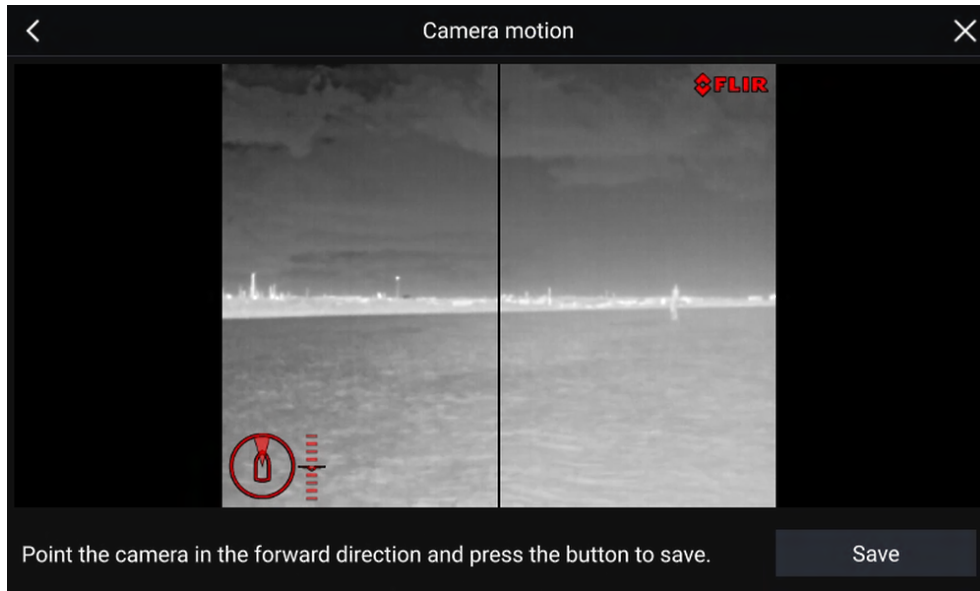 Camera motion
FLIR
Point the camera in the forward direction and press the button to save.
Save